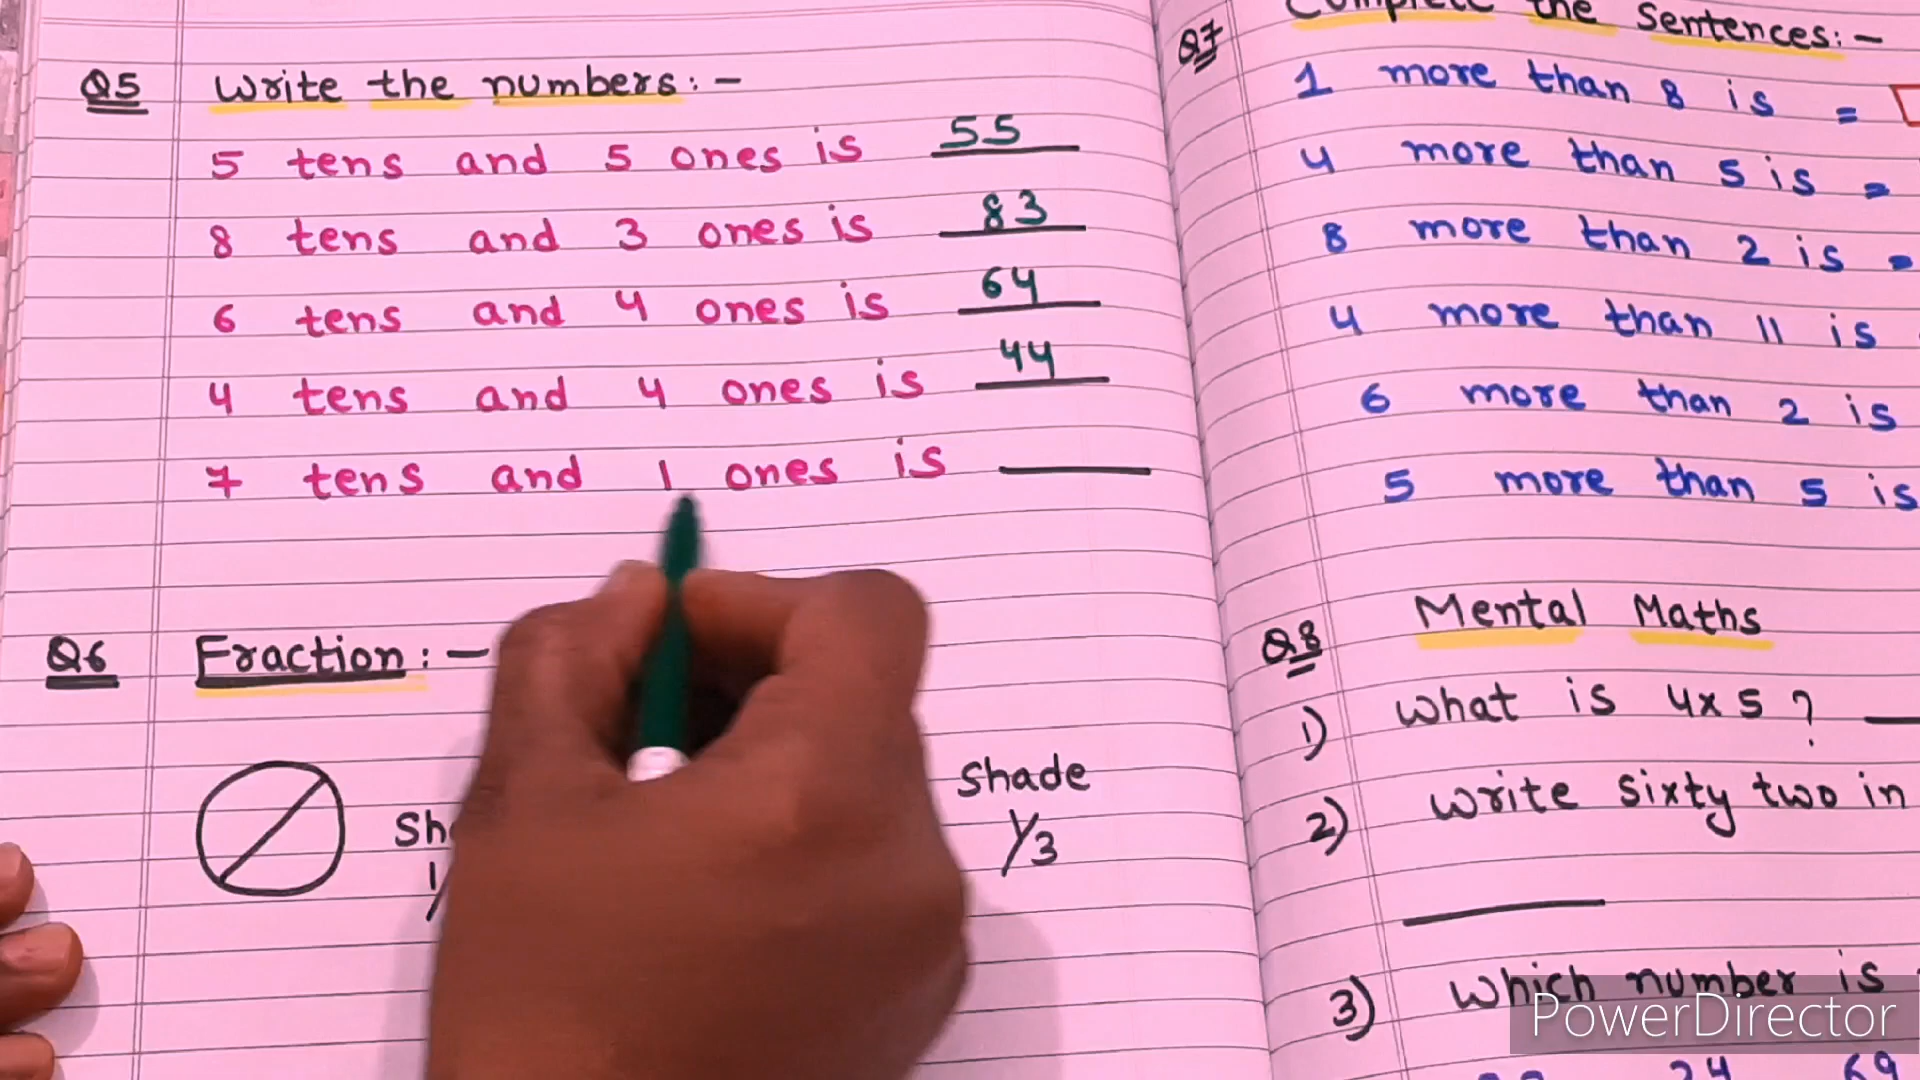 Q5 Write the numbers:-
5 tens and 5 ones is 55
8 tens and 3 ones is 83
6 tens and 4 ones is 64
4 tens and 4 ones is 44
7 tens and 1 ones is ____
Q6 Fraction:-
Shade
1/3
Q7 Complete the Sentences:-
1 more than 8 is =
4 more than 5 is =
8 more than 2 is =
4 more than 11 is
6 more than 2 is
5 more than 5 is
Q8 Mental Maths
1) What is 4x5?
2) Write sixty two in
3) Which number is
24 69
PowerDirector